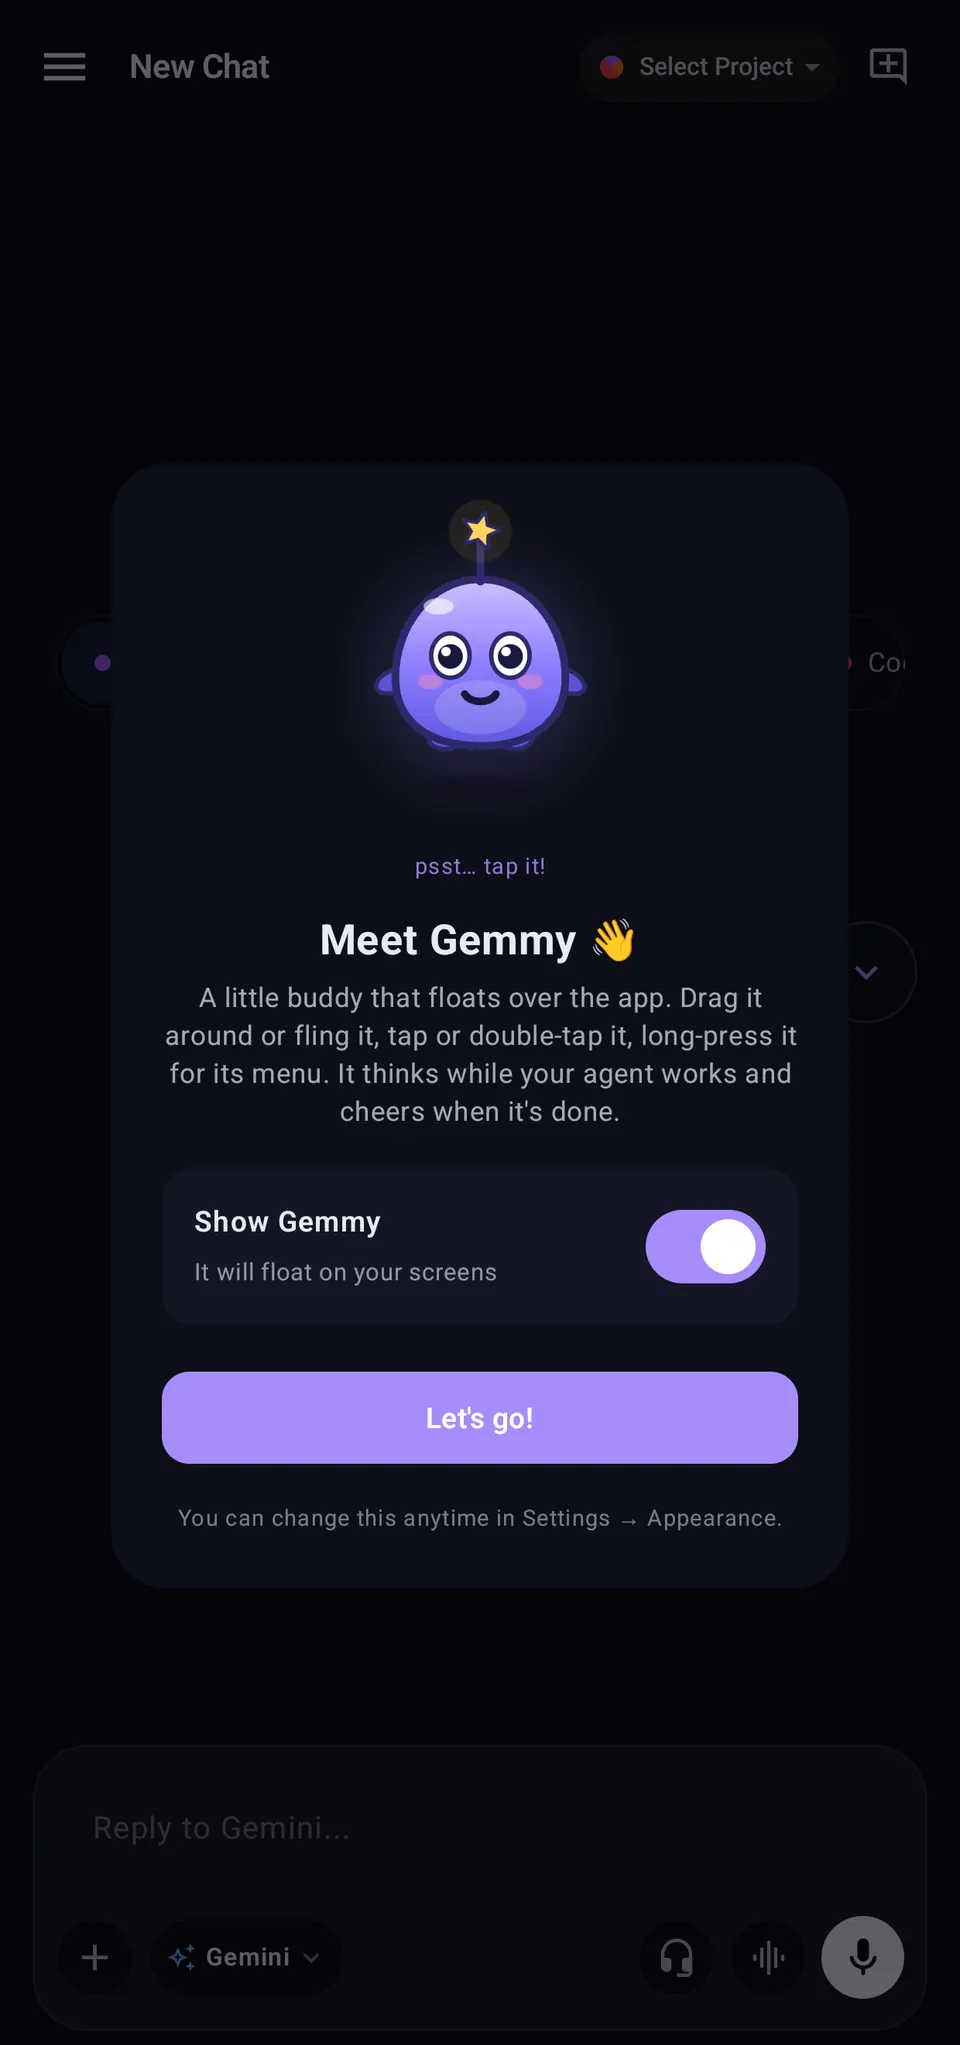 New Chat
Select Project
Co
psst… tap it!
Meet Gemmy 👋
A little buddy that floats over the app. Drag it
around or fling it, tap or double-tap it, long-press it
for its menu. It thinks while your agent works and
cheers when it's done.
Show Gemmy
It will float on your screens
Let's go!
You can change this anytime in Settings → Appearance.
Reply to Gemini...
Gemini